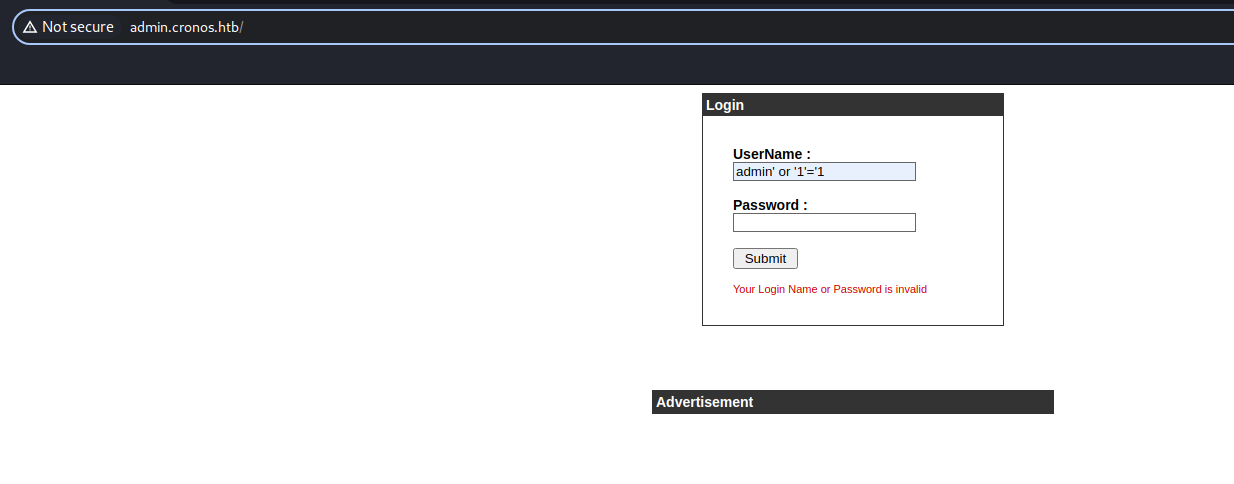 Not secure admin.cronos.htb/
Login
UserName :
admin' or '1'='1
Password :
Submit
Your Login Name or Password is invalid
Advertisement